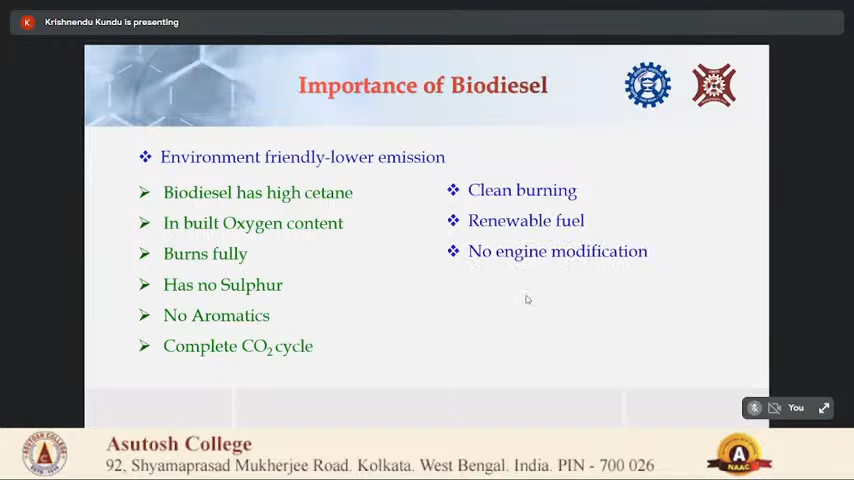 K Krishnendu Kundu is presenting
Importance of Biodiesel
Environment friendly-lower emission
Biodiesel has high cetane
In built Oxygen content
Burns fully
Has no Sulphur
No Aromatics
Complete CO₂ cycle
Clean burning
Renewable fuel
No engine modification
You
Asutosh College
92, Shyamaprasad Mukherjee Road. Kolkata. West Bengal. India. PIN - 700 026
A
NAAC